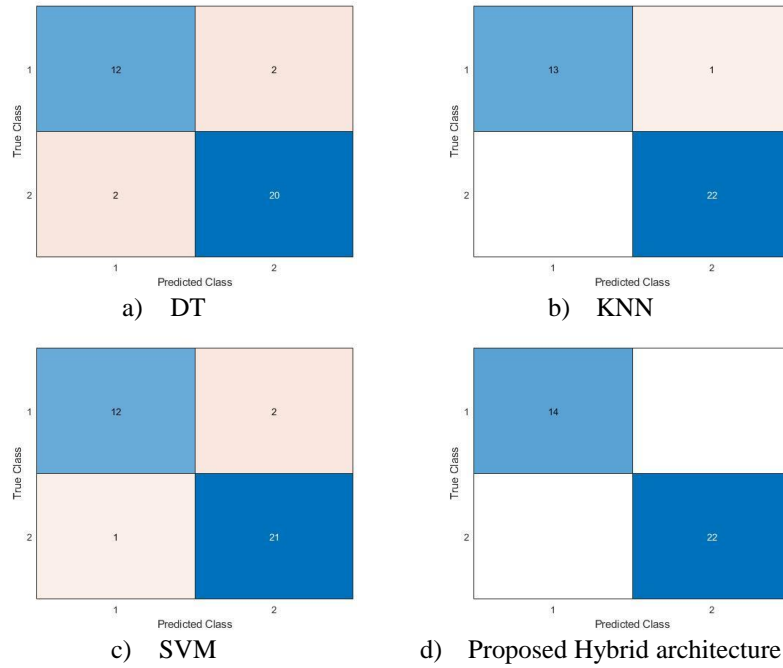 1
12
2
True Class
2
2
20
1
2
Predicted Class
a) DT
1
13
1
True Class
2
22
1
2
Predicted Class
b) KNN
1
12
2
True Class
2
1
21
1
2
Predicted Class
c) SVM
1
14
True Class
2
22
1
2
Predicted Class
d) Proposed Hybrid architecture